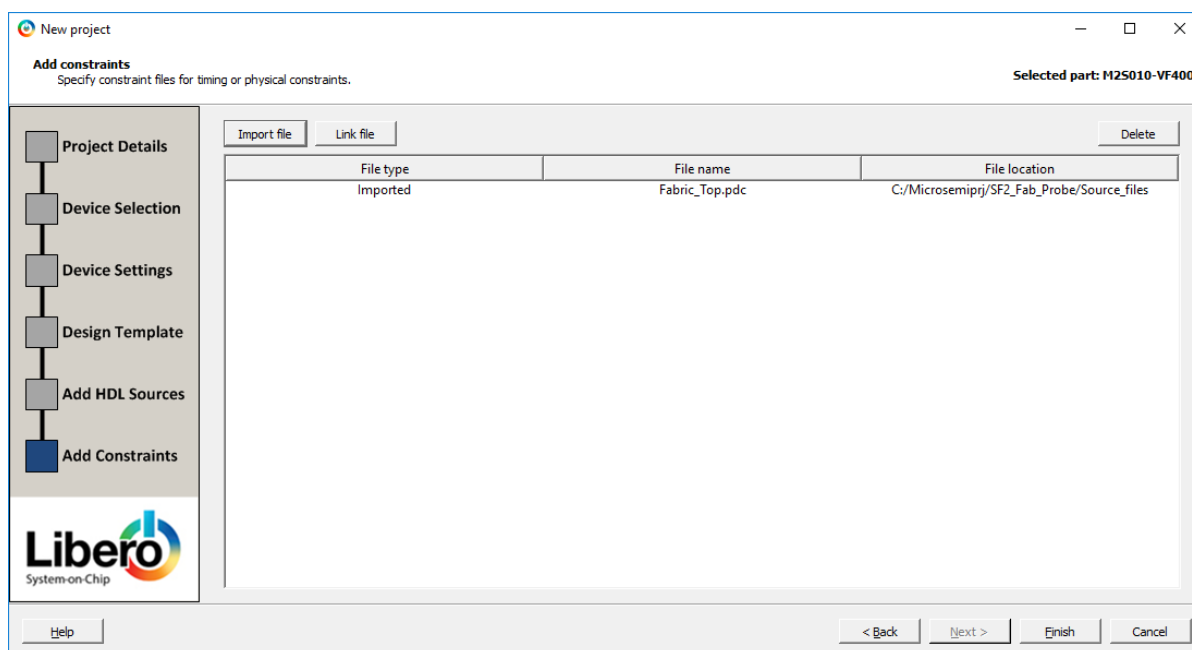 New project
Add constraints
Specify constraint files for timing or physical constraints.
Selected part: M2S010-VF400
Project Details
Device Selection
Device Settings
Design Template
Add HDL Sources
Add Constraints
Libero
System-on-Chip
Import file Link file Delete
File type File name File location
Imported Fabric_Top.pdc C:/Microsemiprj/SF2_Fab_Probe/Source_files
Help < Back Next > Finish Cancel